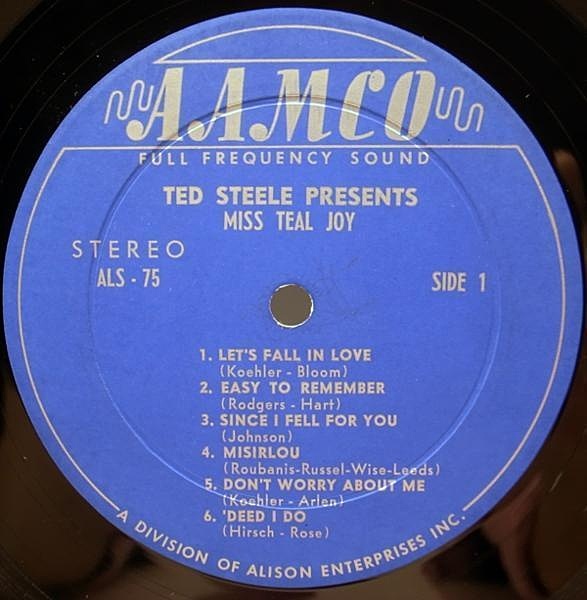 AAMCO
FULL FREQUENCY SOUND
TED STEELE PRESENTS
MISS TEAL JOY
STEREO
ALS - 75
SIDE 1
1. LET'S FALL IN LOVE
(Koehler - Bloom)
2. EASY TO REMEMBER
(Rodgers - Hart)
3. SINCE I FELL FOR YOU
(Johnson)
4. MISIRLOU
(Roubanis-Russel-Wise-Leeds)
5. DON'T WORRY ABOUT ME
(Koehler - Arlen)
6. 'DEED I DO
(Hirsch - Rose)
A DIVISION OF ALISON ENTERPRISES INC.